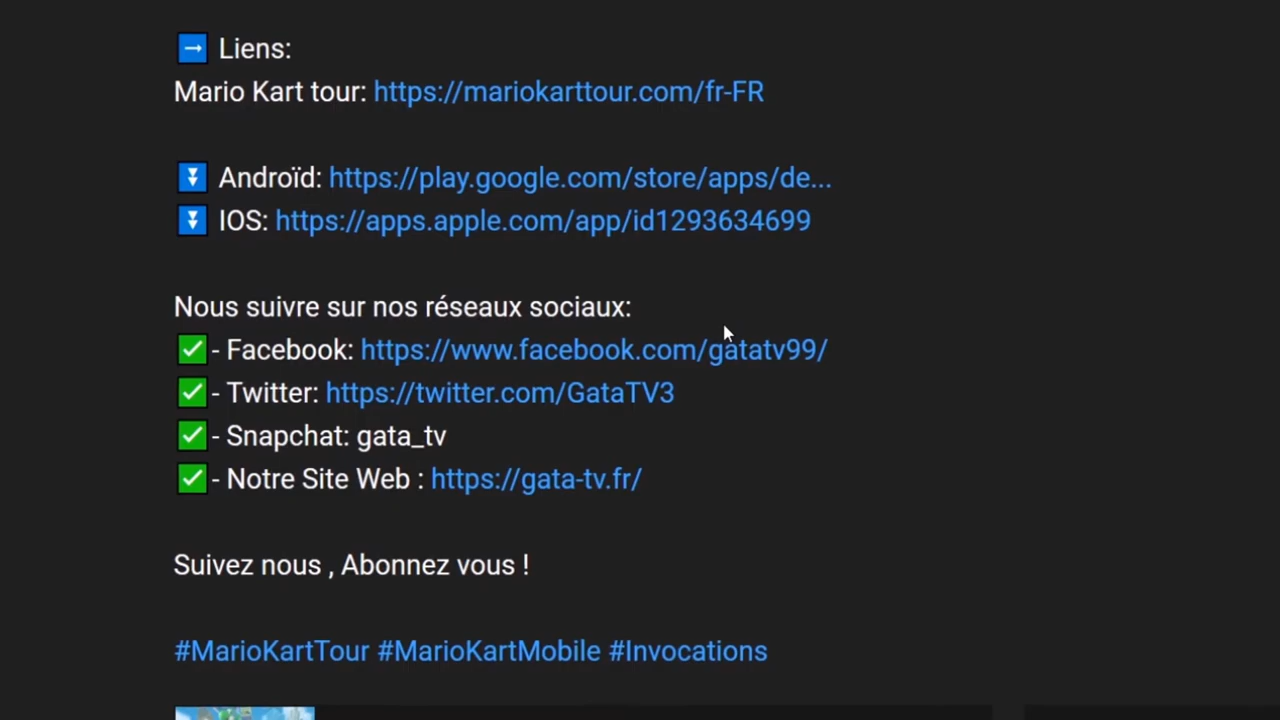 ➡ Liens:
Mario Kart tour: https://mariokarttour.com/fr-FR
⏬ Androïd: https://play.google.com/store/apps/de...
⏬ IOS: https://apps.apple.com/app/id1293634699
Nous suivre sur nos réseaux sociaux:
✅- Facebook: https://www.facebook.com/gatatv99/
✅- Twitter: https://twitter.com/GataTV3
✅- Snapchat: gata_tv
✅- Notre Site Web : https://gata-tv.fr/
Suivez nous , Abonnez vous !
#MarioKartTour #MarioKartMobile #Invocations